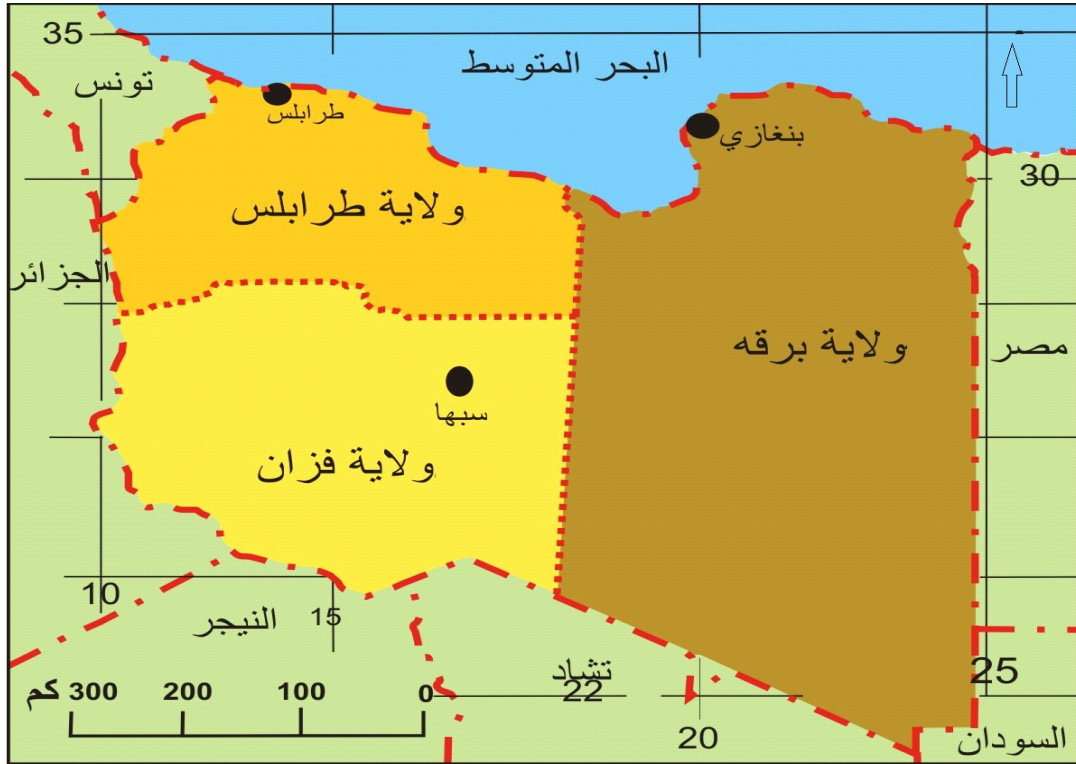 35
البحر المتوسط
تونس
طرابلس
بنغازي
30
ولاية طرابلس
الجزائر
ولاية برقه
مصر
سبها
ولاية فزان
10
15
النيجر
تشاد
22
25
300 كم 200 100 0
20
السودان